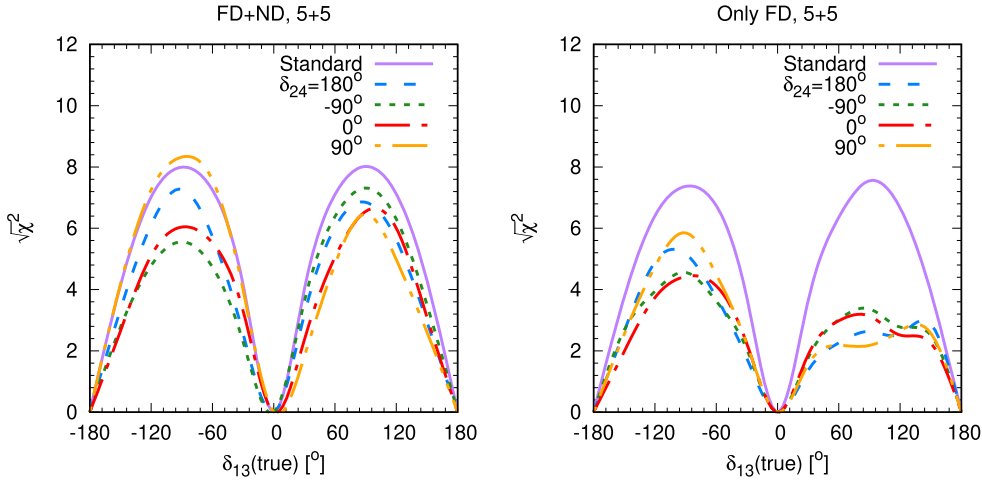 FD+ND, 5+5
12
10
8
6
4
2
0
√χ²
Standard
δ₂₄=180°
-90°
0°
90°
-180 -120 -60 0 60 120 180
δ₁₃(true) [°]
Only FD, 5+5
12
10
8
6
4
2
0
√χ²
Standard
δ₂₄=180°
-90°
0°
90°
-180 -120 -60 0 60 120 180
δ₁₃(true) [°]